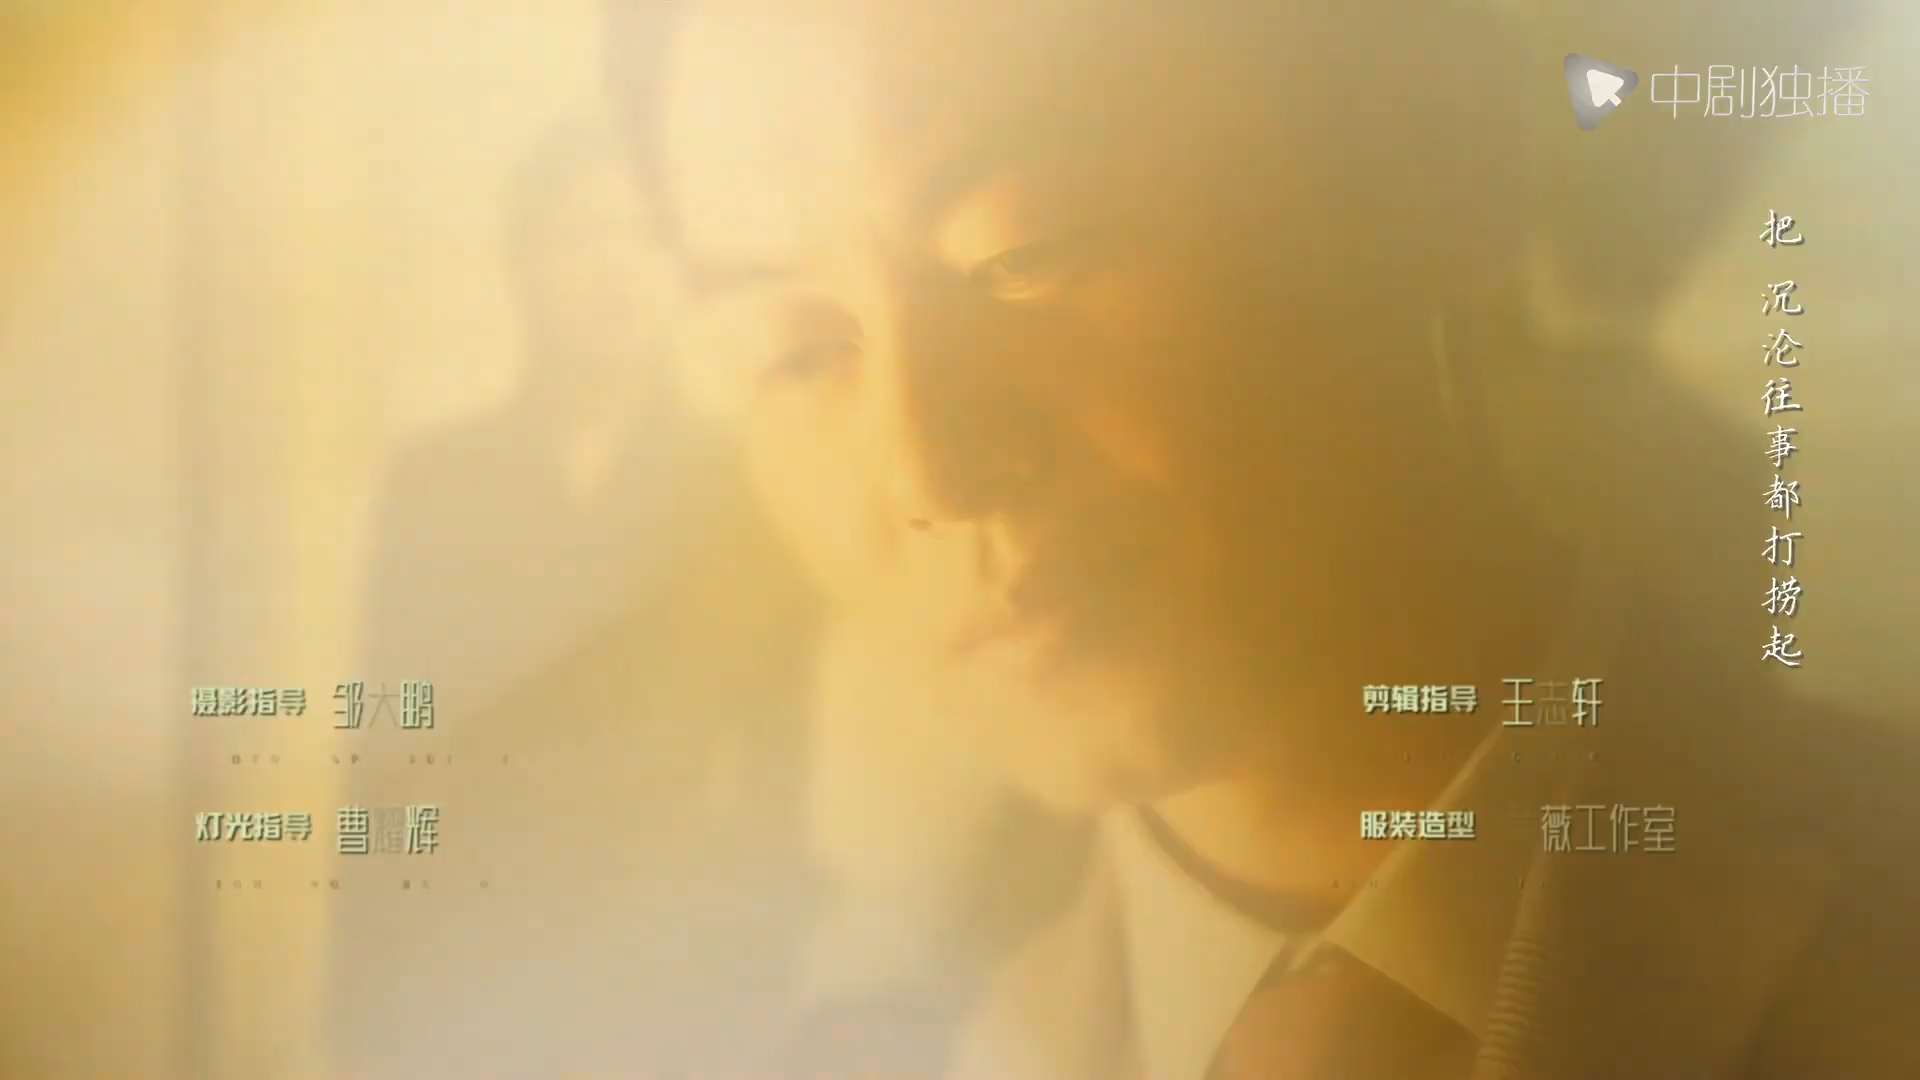 中剧独播
把 沉沦往事都打捞起
摄影指导 邹大鹏
剪辑指导 王志轩
灯光指导 曹耀辉
服装造型 薇工作室